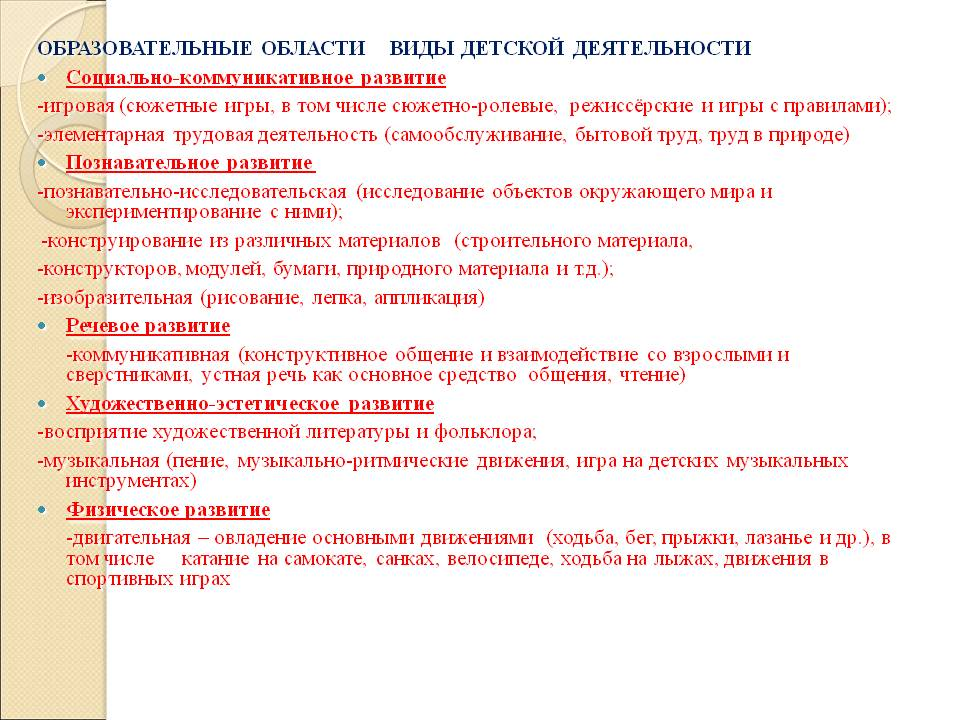 ОБРАЗОВАТЕЛЬНЫЕ ОБЛАСТИ ВИДЫ ДЕТСКОЙ ДЕЯТЕЛЬНОСТИ
• Социально-коммуникативное развитие
-игровая (сюжетные игры, в том числе сюжетно-ролевые, режиссёрские и игры с правилами);
-элементарная трудовая деятельность (самообслуживание, бытовой труд, труд в природе)
• Познавательное развитие
-познавательно-исследовательская (исследование объектов окружающего мира и
экспериментирование с ними);
-конструирование из различных материалов (строительного материала,
-конструкторов, модулей, бумаги, природного материала и т.д.);
-изобразительная (рисование, лепка, аппликация)
• Речевое развитие
-коммуникативная (конструктивное общение и взаимодействие со взрослыми и
сверстниками, устная речь как основное средство общения, чтение)
• Художественно-эстетическое развитие
-восприятие художественной литературы и фольклора;
-музыкальная (пение, музыкально-ритмические движения, игра на детских музыкальных
инструментах)
• Физическое развитие
-двигательная – овладение основными движениями (ходьба, бег, прыжки, лазанье и др.), в
том числе катание на самокате, санках, велосипеде, ходьба на лыжах, движения в
спортивных играх